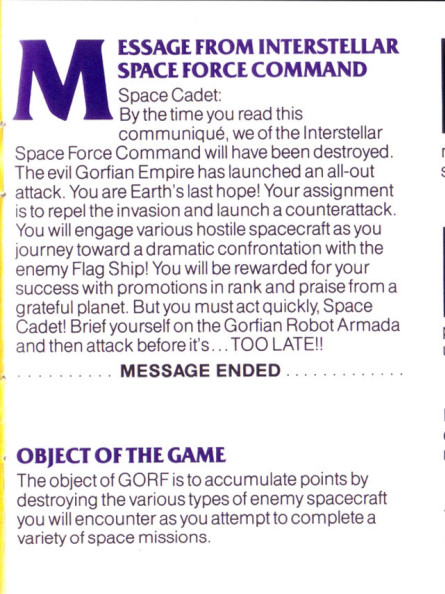 MESSAGE FROM INTERSTELLAR
SPACE FORCE COMMAND
Space Cadet:
By the time you read this
communiqué, we of the Interstellar
Space Force Command will have been destroyed.
The evil Gorfian Empire has launched an all-out
attack. You are Earth's last hope! Your assignment
is to repel the invasion and launch a counterattack.
You will engage various hostile spacecraft as you
journey toward a dramatic confrontation with the
enemy Flag Ship! You will be rewarded for your
success with promotions in rank and praise from a
grateful planet. But you must act quickly, Space
Cadet! Brief yourself on the Gorfian Robot Armada
and then attack before it's...TOO LATE!!
.......... MESSAGE ENDED .............
OBJECT OF THE GAME
The object of GORF is to accumulate points by
destroying the various types of enemy spacecraft
you will encounter as you attempt to complete a
variety of space missions.